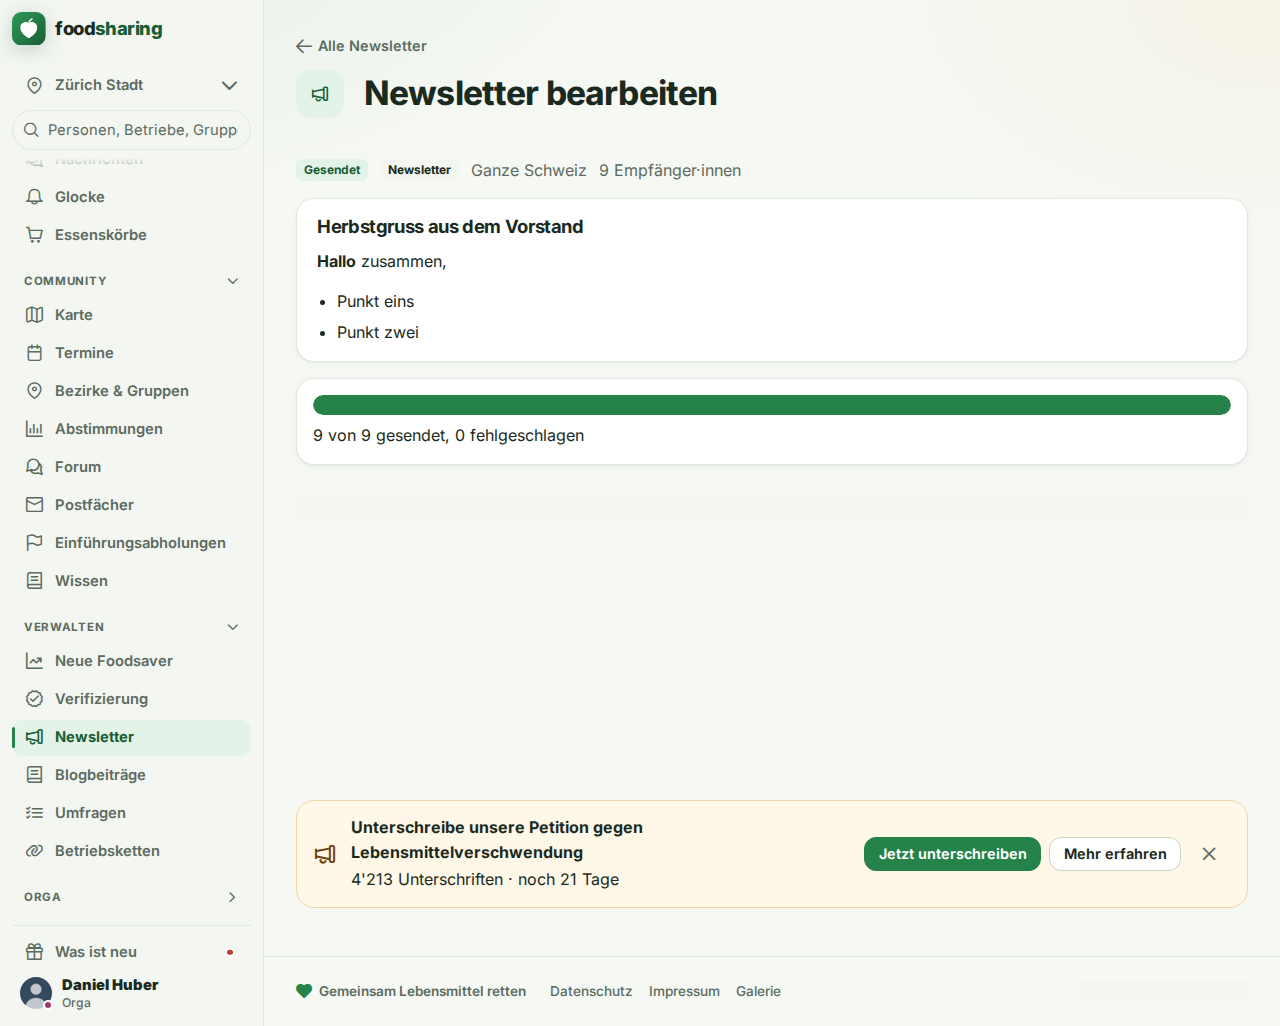 foodsharing
Zürich Stadt
Personen, Betriebe, Grupp
Nachrichten
Glocke
Essenskörbe
COMMUNITY
Karte
Termine
Bezirke & Gruppen
Abstimmungen
Forum
Postfächer
Einführungsabholungen
Wissen
VERWALTEN
Neue Foodsaver
Verifizierung
Newsletter
Blogbeiträge
Umfragen
Betriebsketten
ORGA
Was ist neu
Daniel Huber
Orga
Alle Newsletter
Newsletter bearbeiten
Gesendet Newsletter Ganze Schweiz 9 Empfänger·innen
Herbstgruss aus dem Vorstand
Hallo zusammen,
• Punkt eins
• Punkt zwei
9 von 9 gesendet, 0 fehlgeschlagen
Unterschreibe unsere Petition gegen
Lebensmittelverschwendung
4'213 Unterschriften · noch 21 Tage
Jetzt unterschreiben Mehr erfahren
Gemeinsam Lebensmittel retten Datenschutz Impressum Galerie